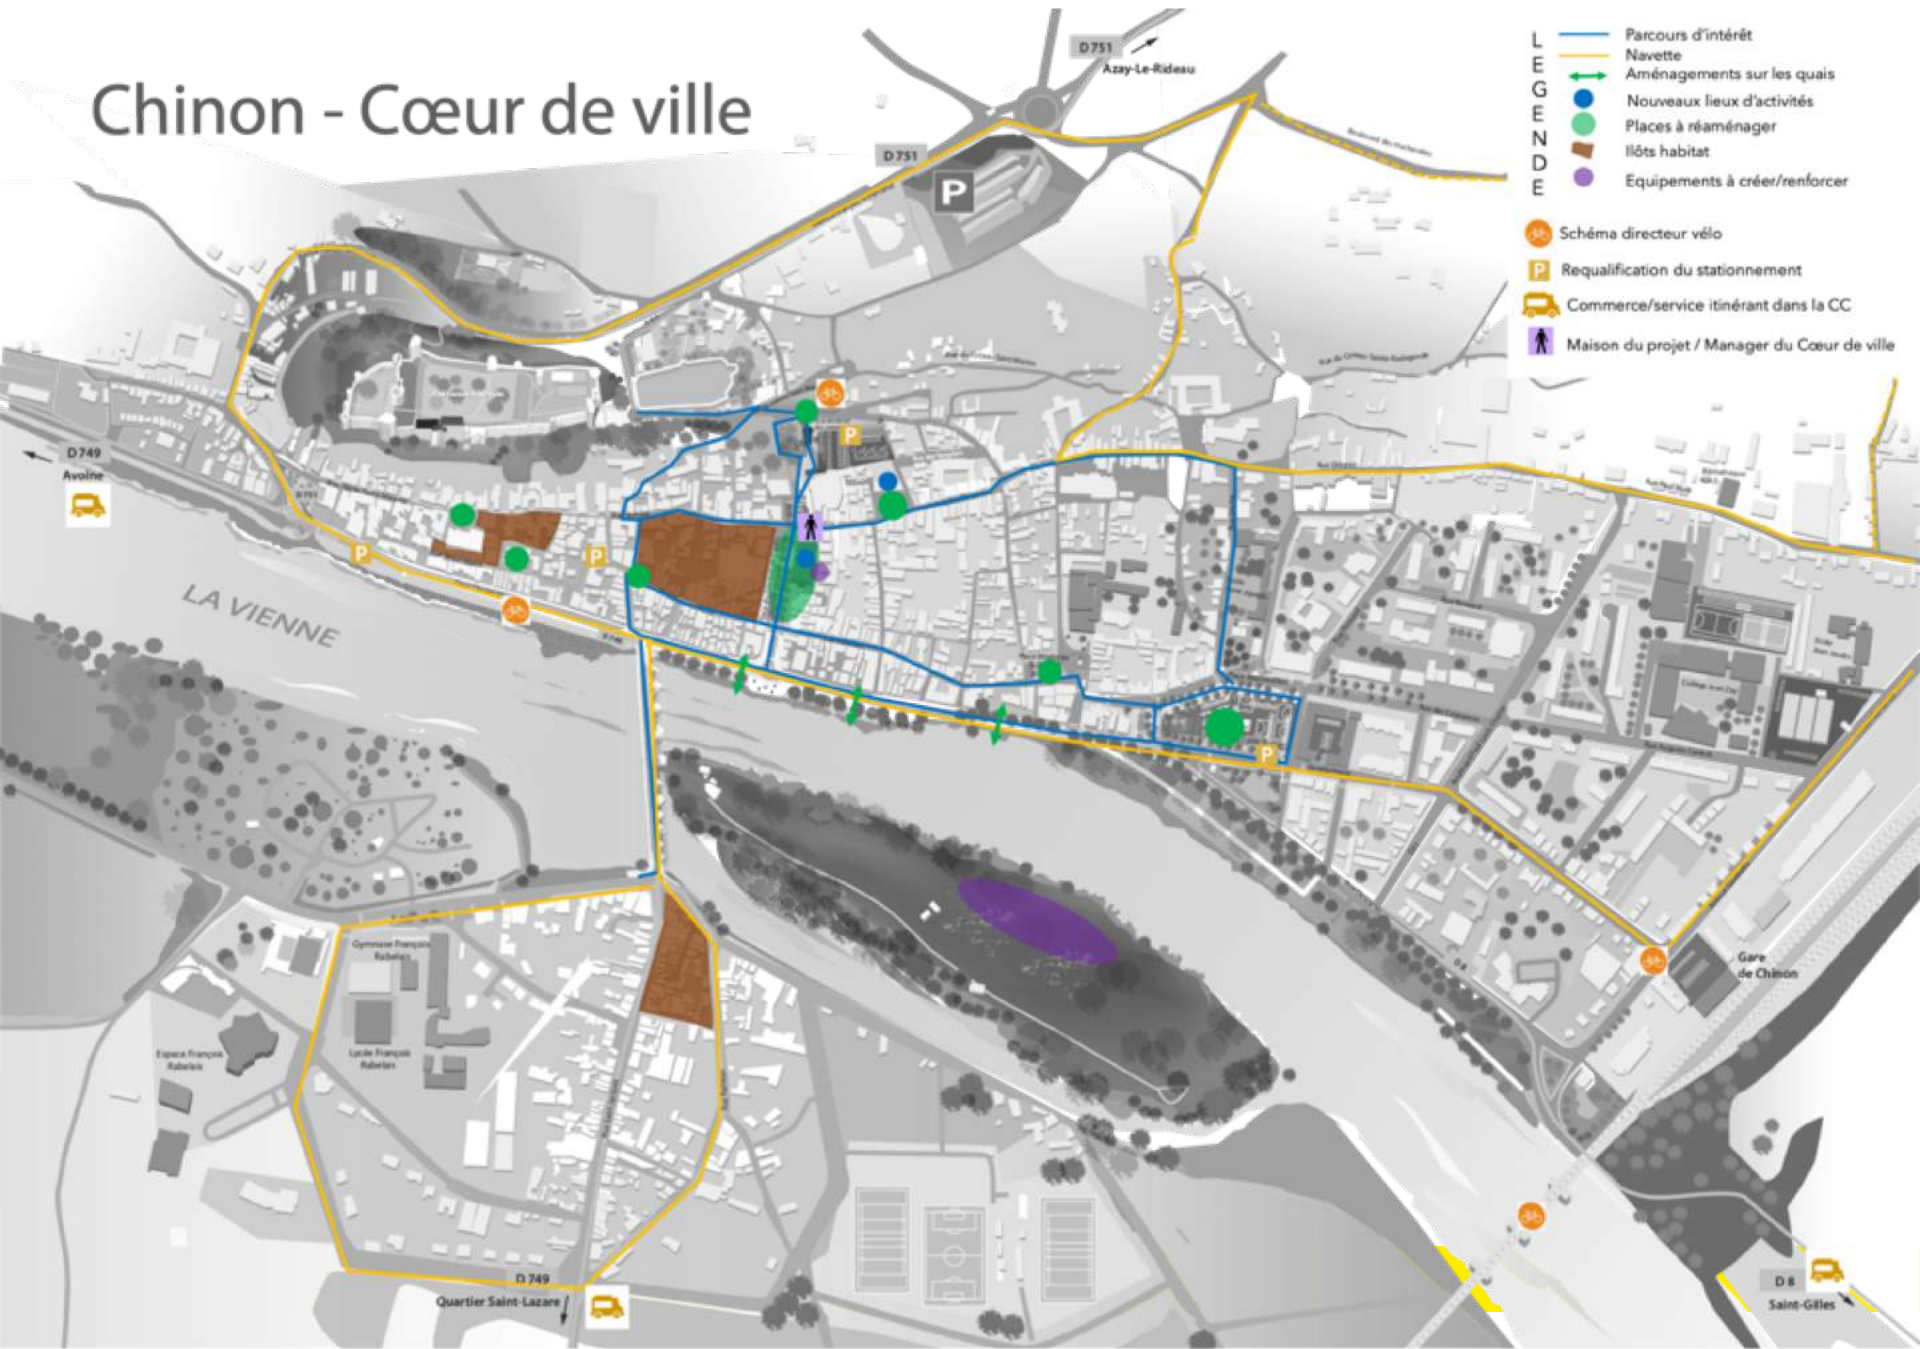 Chinon - Cœur de ville
D751
Azay-Le-Rideau
D751
P
LEGENDE
Parcours d'intérêt
Navette
Aménagements sur les quais
Nouveaux lieux d'activités
Places à réaménager
Ilôts habitat
Equipements à créer/renforcer
Schéma directeur vélo
P
Requalification du stationnement
Commerce/service itinérant dans la CC
Maison du projet / Manager du Cœur de ville
P
D749
Avoine
D751
P
P
LA VIENNE
P
Gymnase François
Rabelais
Gare
de Chinon
Espace François
Rabelais
Lycée François
Rabelais
D749
Quartier Saint-Lazare
D8
Saint-Gilles